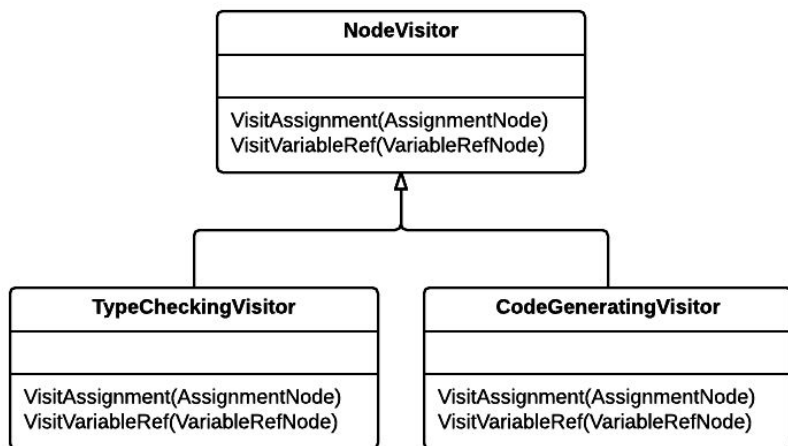 NodeVisitor
VisitAssignment(AssignmentNode)
VisitVariableRef(VariableRefNode)
TypeCheckingVisitor
VisitAssignment(AssignmentNode)
VisitVariableRef(VariableRefNode)
CodeGeneratingVisitor
VisitAssignment(AssignmentNode)
VisitVariableRef(VariableRefNode)